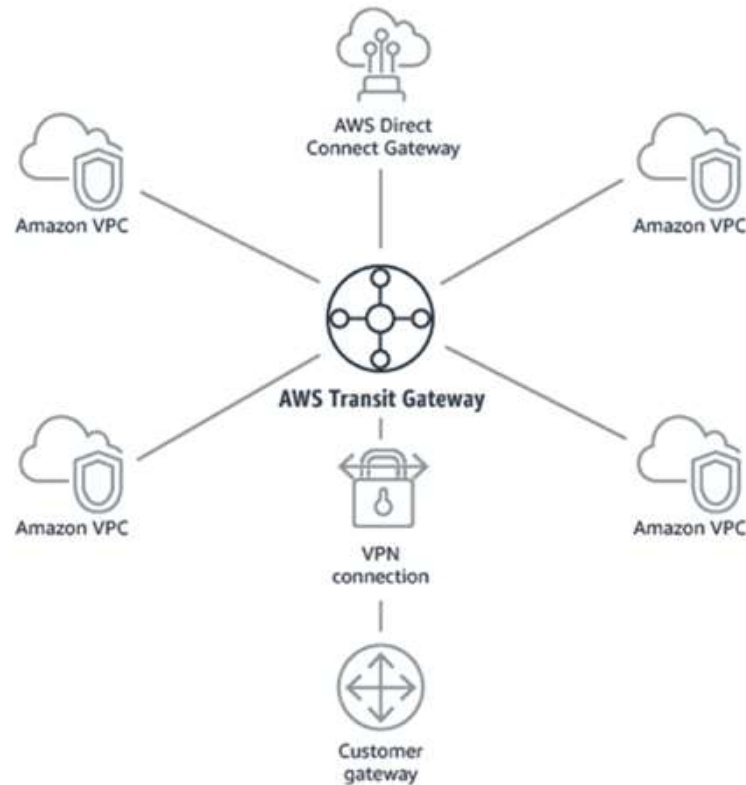 AWS Direct
Connect Gateway
Amazon VPC
Amazon VPC
AWS Transit Gateway
Amazon VPC
Amazon VPC
VPN
connection
Customer
gateway